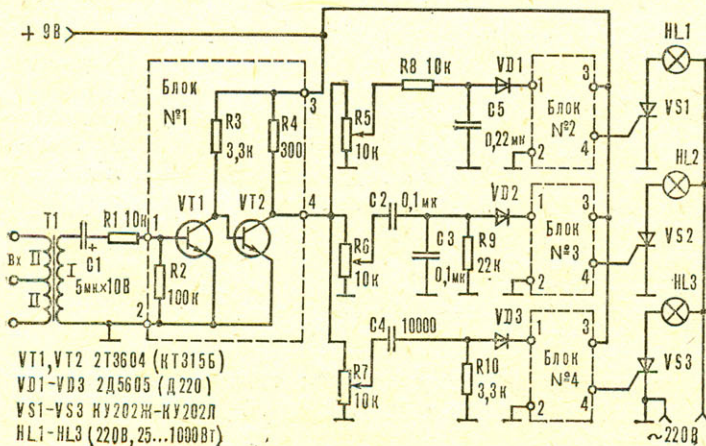 + 9В
HL1
R8 10к
VD1
1
3
Блок
№1
3
R3
3,3к
R4
300
R5
10к
C5
0,22мк
Блок
№2
2
4
VS1
HL2
VT1
VT2
4
C2
0,1мк
VD2
1
3
T1
C1
5мк×10В
R1 10к
1
Вх
II
I
II
R2
100к
2
R6
10к
C3
0,1мк
R9
22к
Блок
№3
2
4
VS2
HL3
C4
10000
VD3
1
3
R7
10к
R10
3,3к
Блок
№4
2
4
VS3
~220В
VT1, VT2 2Т3604 (КТ315Б)
VD1-VD3 2Д5605 (Д220)
VS1-VS3 КУ202Ж-КУ202Л
HL1-HL3 (220В, 25...1000Вт)